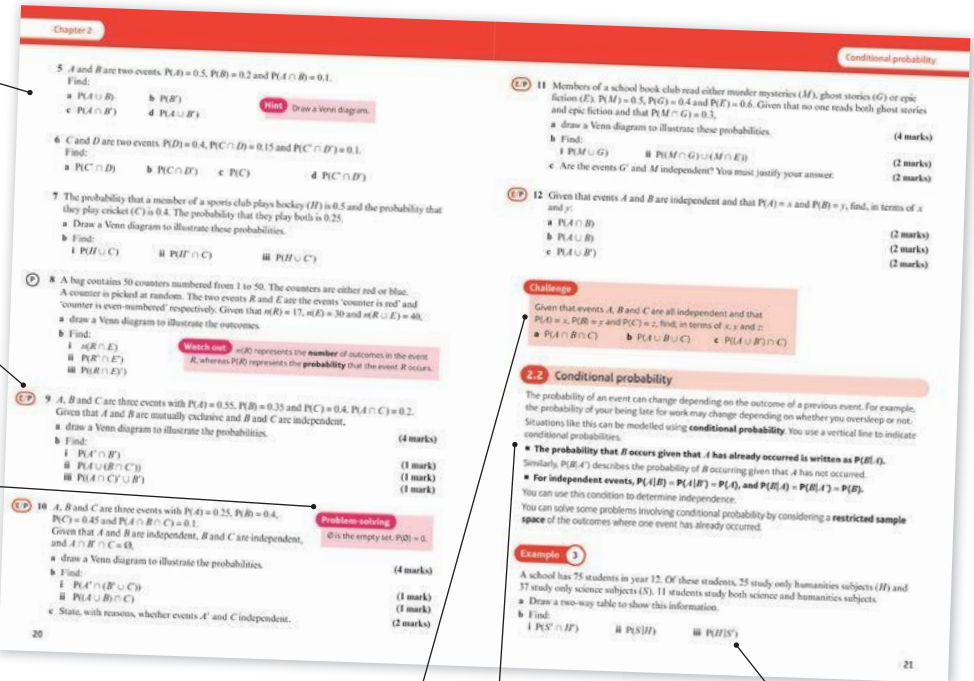 Chapter 2
5 A and B are two events. P(A) = 0.5, P(B) = 0.2 and P(A ∩ B) = 0.1.
Find:
a P(A ∪ B) b P(B′)
c P(A ∩ B′) d P(A ∪ B′)
Hint Draw a Venn diagram.
6 C and D are two events. P(D) = 0.4, P(C ∩ D) = 0.15 and P(C′ ∩ D′) = 0.1.
Find:
a P(C′ ∩ D) b P(C ∩ D′) c P(C) d P(C′ ∩ D′)
7 The probability that a member of a sports club plays hockey (H) is 0.5 and the probability that
they play cricket (C) is 0.4. The probability that they play both is 0.25.
a Draw a Venn diagram to illustrate these probabilities.
b Find:
i P(H ∪ C) ii P(H′ ∩ C) iii P(H ∪ C′)
P 8 A bag contains 50 counters numbered from 1 to 50. The counters are either red or blue.
A counter is picked at random. The two events R and E are the events ‘counter is red’ and
‘counter is even-numbered’ respectively. Given that n(R) = 17, n(E) = 30 and n(R ∪ E) = 40,
a draw a Venn diagram to illustrate the outcomes.
b Find:
i n(R ∩ E)
ii P(R′ ∩ E′)
iii P((R ∩ E)′)
Watch out n(R) represents the number of outcomes in the event
R, whereas P(R) represents the probability that the event R occurs.
E/P 9 A, B and C are three events with P(A) = 0.55, P(B) = 0.35 and P(C) = 0.4, P(A ∩ C) = 0.2.
Given that A and B are mutually exclusive and B and C are independent,
a draw a Venn diagram to illustrate the probabilities. (4 marks)
b Find:
i P(A′ ∩ B′) (1 mark)
ii P(A ∪ (B ∩ C′)) (1 mark)
iii P((A ∩ C)′ ∪ B′) (1 mark)
E/P 10 A, B and C are three events with P(A) = 0.25, P(B) = 0.4,
P(C) = 0.45 and P(A ∩ B ∩ C) = 0.1.
Given that A and B are independent, B and C are independent,
and A ∩ B′ ∩ C = Ø,
Problem-solving
Ø is the empty set. P(Ø) = 0.
a draw a Venn diagram to illustrate the probabilities. (4 marks)
b Find:
i P(A′ ∩ (B′ ∪ C)) (1 mark)
ii P((A ∪ B) ∩ C) (1 mark)
c State, with reasons, whether events A′ and C independent. (2 marks)
20
Conditional probability
E/P 11 Members of a school book club read either murder mysteries (M), ghost stories (G) or epic
fiction (E). P(M) = 0.5, P(G) = 0.4 and P(E) = 0.6. Given that no one reads both ghost stories
and epic fiction and that P(M ∩ G) = 0.3,
a draw a Venn diagram to illustrate these probabilities. (4 marks)
b Find:
i P(M ∪ G) ii P((M ∩ G) ∪ (M ∩ E)) (2 marks)
c Are the events G′ and M independent? You must justify your answer. (2 marks)
E/P 12 Given that events A and B are independent and that P(A) = x and P(B) = y, find, in terms of x
and y:
a P(A ∩ B) (2 marks)
b P(A ∪ B) (2 marks)
c P(A ∪ B′) (2 marks)
Challenge
Given that events A, B and C are all independent and that
P(A) = x, P(B) = y and P(C) = z, find, in terms of x, y and z:
a P(A ∩ B ∩ C) b P(A ∪ B ∪ C) c P((A ∪ B′) ∩ C)
2.2 Conditional probability
The probability of an event can change depending on the outcome of a previous event. For example,
the probability of your being late for work may change depending on whether you oversleep or not.
Situations like this can be modelled using conditional probability. You use a vertical line to indicate
conditional probabilities.
■ The probability that B occurs given that A has already occurred is written as P(B|A).
Similarly, P(B|A′) describes the probability of B occurring given that A has not occurred.
■ For independent events, P(A|B) = P(A|B′) = P(A), and P(B|A) = P(B|A′) = P(B).
You can use this condition to determine independence.
You can solve some problems involving conditional probability by considering a restricted sample
space of the outcomes where one event has already occurred.
Example 3
A school has 75 students in year 12. Of these students, 25 study only humanities subjects (H) and
37 study only science subjects (S). 11 students study both science and humanities subjects.
a Draw a two-way table to show this information.
b Find:
i P(S′ ∩ H′) ii P(S|H) iii P(H|S′)
21